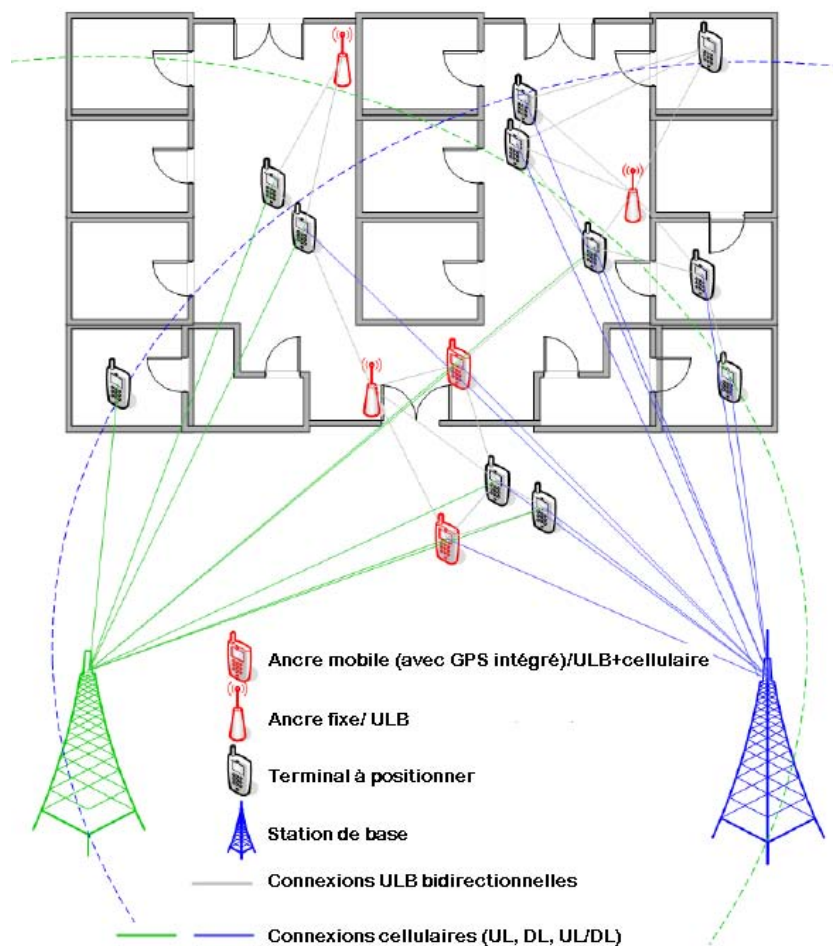 Ancre mobile (avec GPS intégré)/ULB+cellulaire
Ancre fixe/ ULB
Terminal à positionner
Station de base
Connexions ULB bidirectionnelles
Connexions cellulaires (UL, DL, UL/DL)